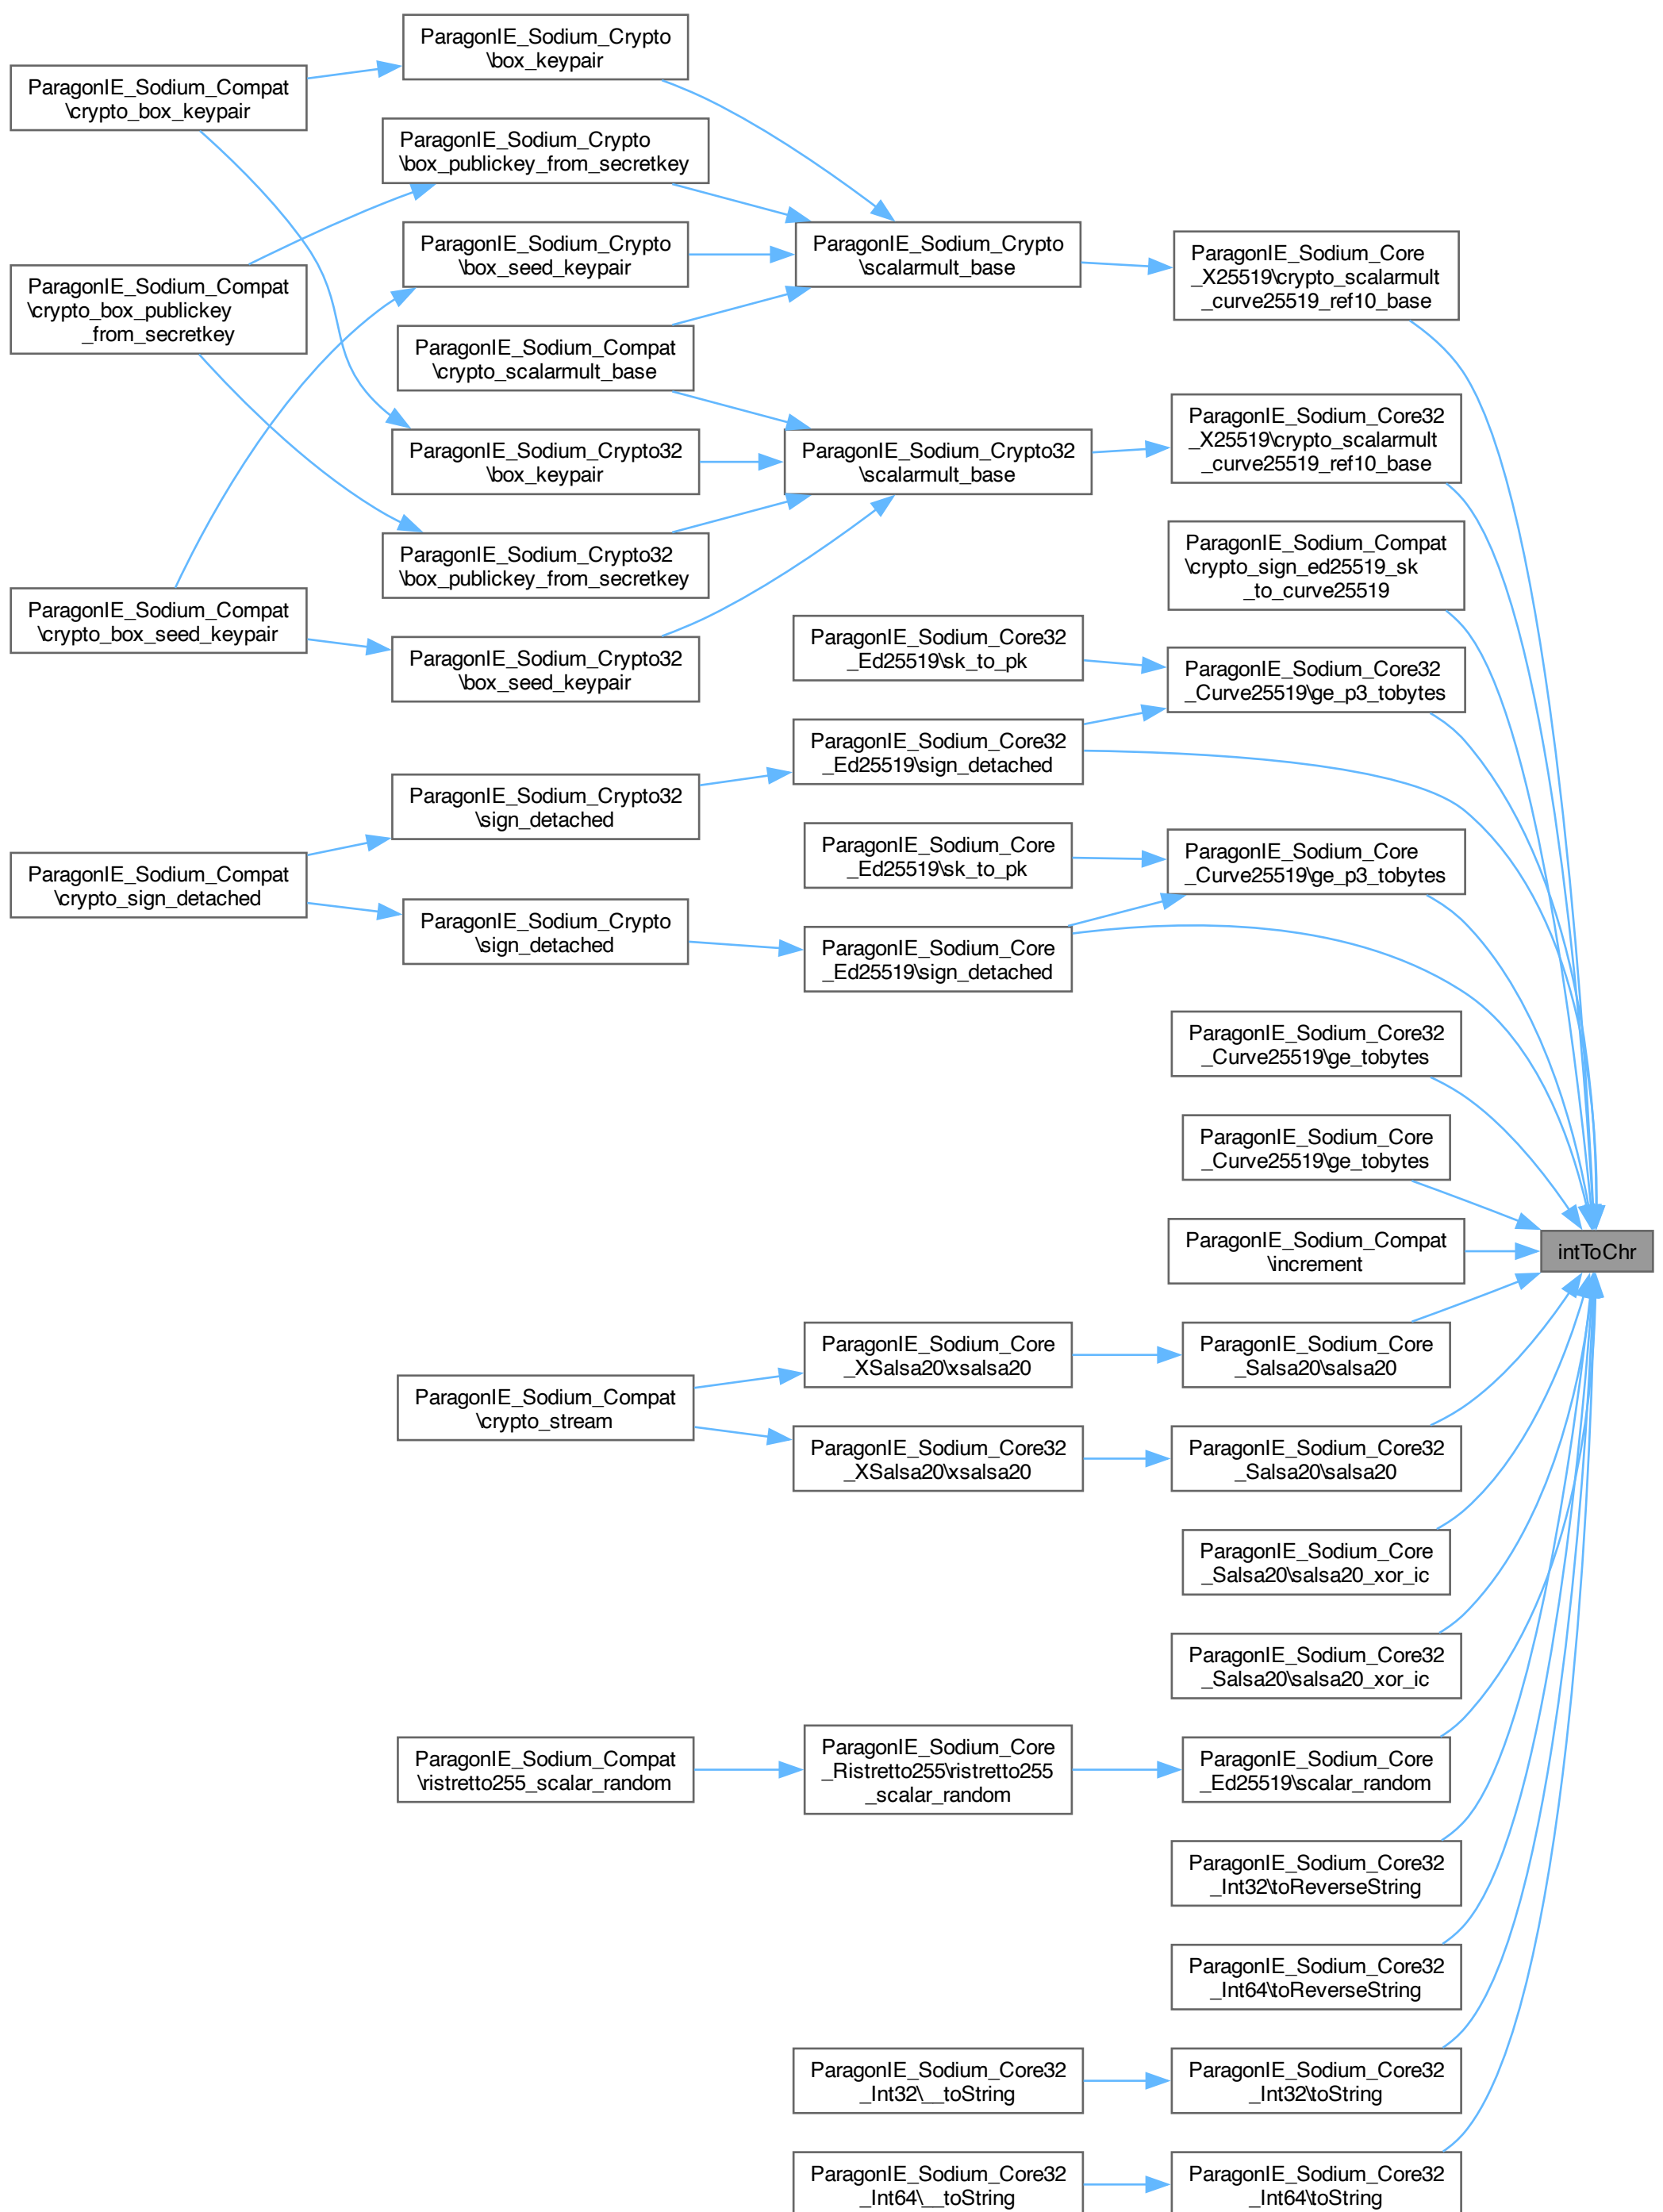 ParagonIE_Sodium_Crypto
\box_keypair
ParagonIE_Sodium_Compat
\crypto_box_keypair
ParagonIE_Sodium_Crypto
\box_publickey_from_secretkey
ParagonIE_Sodium_Crypto
\box_seed_keypair
ParagonIE_Sodium_Crypto
\scalarmult_base
ParagonIE_Sodium_Core
_X25519\crypto_scalarmult
_curve25519_ref10_base
ParagonIE_Sodium_Compat
\crypto_box_publickey
_from_secretkey
ParagonIE_Sodium_Compat
\crypto_scalarmult_base
ParagonIE_Sodium_Crypto32
\box_keypair
ParagonIE_Sodium_Crypto32
\scalarmult_base
ParagonIE_Sodium_Core32
_X25519\crypto_scalarmult
_curve25519_ref10_base
ParagonIE_Sodium_Crypto32
\box_publickey_from_secretkey
ParagonIE_Sodium_Compat
\crypto_sign_ed25519_sk
_to_curve25519
ParagonIE_Sodium_Compat
\crypto_box_seed_keypair
ParagonIE_Sodium_Crypto32
\box_seed_keypair
ParagonIE_Sodium_Core32
_Ed25519\sk_to_pk
ParagonIE_Sodium_Core32
_Curve25519\ge_p3_tobytes
ParagonIE_Sodium_Core32
_Ed25519\sign_detached
ParagonIE_Sodium_Crypto32
\sign_detached
ParagonIE_Sodium_Core
_Ed25519\sk_to_pk
ParagonIE_Sodium_Core
_Curve25519\ge_p3_tobytes
ParagonIE_Sodium_Compat
\crypto_sign_detached
ParagonIE_Sodium_Crypto
\sign_detached
ParagonIE_Sodium_Core
_Ed25519\sign_detached
ParagonIE_Sodium_Core32
_Curve25519\ge_tobytes
ParagonIE_Sodium_Core
_Curve25519\ge_tobytes
ParagonIE_Sodium_Compat
\increment
intToChr
ParagonIE_Sodium_Core
_XSalsa20\xsalsa20
ParagonIE_Sodium_Core
_Salsa20\salsa20
ParagonIE_Sodium_Compat
\crypto_stream
ParagonIE_Sodium_Core32
_XSalsa20\xsalsa20
ParagonIE_Sodium_Core32
_Salsa20\salsa20
ParagonIE_Sodium_Core
_Salsa20\salsa20_xor_ic
ParagonIE_Sodium_Core32
_Salsa20\salsa20_xor_ic
ParagonIE_Sodium_Compat
\ristretto255_scalar_random
ParagonIE_Sodium_Core
_Ristretto255\ristretto255
_scalar_random
ParagonIE_Sodium_Core
_Ed25519\scalar_random
ParagonIE_Sodium_Core32
_Int32\toReverseString
ParagonIE_Sodium_Core32
_Int64\toReverseString
ParagonIE_Sodium_Core32
_Int32\__toString
ParagonIE_Sodium_Core32
_Int32\toString
ParagonIE_Sodium_Core32
_Int64\__toString
ParagonIE_Sodium_Core32
_Int64\toString